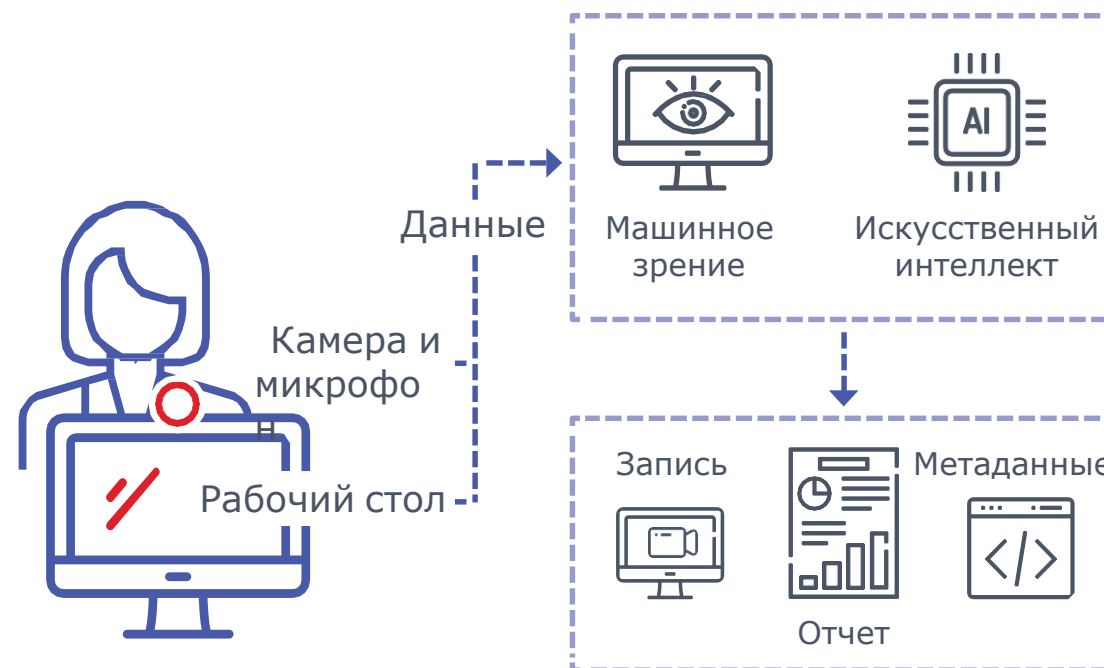 Данные
Камера и
микрофо
н
Рабочий стол
AI
Машинное
зрение
Искусственный
интеллект
Запись
Метаданные
Отчет